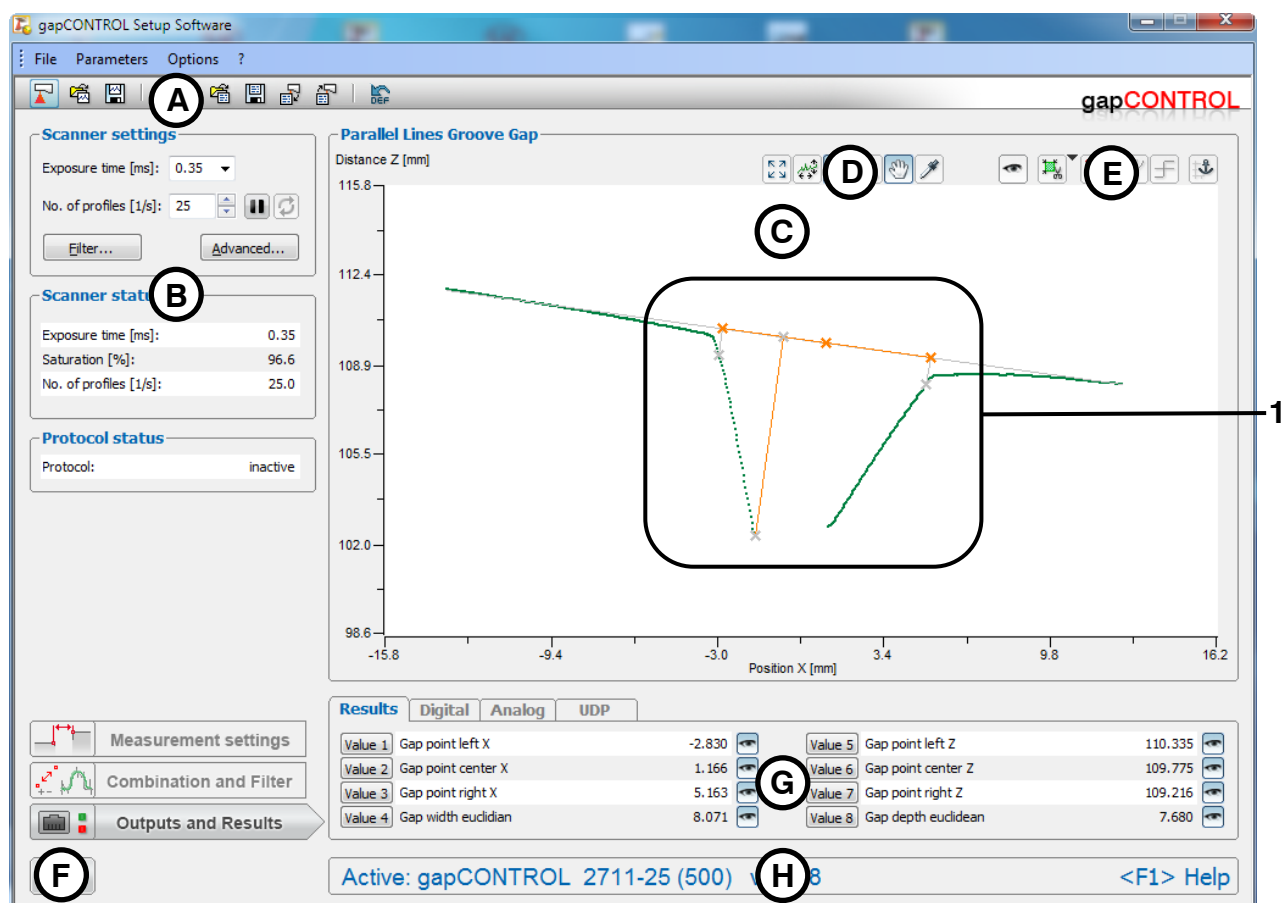 gapCONTROL Setup Software
File Parameters Options ?
A
DEF
gapCONTROL
Scanner settings
Exposure time [ms]: 0.35
No. of profiles [1/s]: 25
Filter... Advanced...
B
Exposure time [ms]: 0.35
Saturation [%]: 96.6
No. of profiles [1/s]: 25.0
Scanner
Protocol status
Protocol: inactive
Parallel Lines Groove Gap
Distance Z [mm]
D
E
C
115.8
112.4
108.9
105.5
102.0
98.6
1
-15.8 -9.4 -3.0 3.4 9.8 16.2
Position X [mm]
Results Digital Analog UDP
Value 1 Gap point left X -2.830
Value 2 Gap point center X 1.166
Value 3 Gap point right X 5.163
Value 4 Gap width euclidian 8.071
G
Value 5 Gap point left Z 110.335
Value 6 Gap point center Z 109.775
Value 7 Gap point right Z 109.216
Value 8 Gap depth euclidean 7.680
Measurement settings
Combination and Filter
Outputs and Results
F
Active: gapCONTROL 2711-25 (500) H 8 <F1> Help